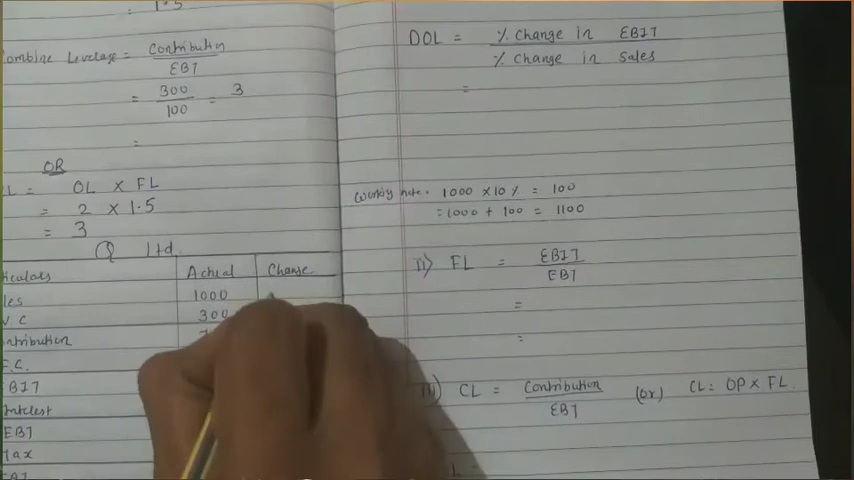 1.5
Combine Leverage = Contribution
EBT
= 300
100
= 3
=
OR
L = OL x FL
= 2 x 1.5
= 3
Q Ltd.
ticulars Actual Change
les 1000
V C 300
ntribution
F.C.
EBIT
Interest
EBT
Tax
DOL = % Change in EBIT
% Change in Sales
=
Working note. 1000 x 10 % = 100
= 1000 + 100 = 1100
II) FL = EBIT
EBT
=
=
III) CL = Contribution (or) CL = OP x FL.
EBT
L =